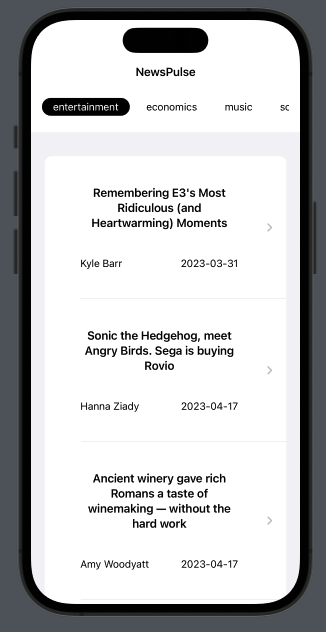 NewsPulse
entertainment economics music sc
Remembering E3's Most
Ridiculous (and
Heartwarming) Moments
Kyle Barr 2023-03-31
Sonic the Hedgehog, meet
Angry Birds. Sega is buying
Rovio
Hanna Ziady 2023-04-17
Ancient winery gave rich
Romans a taste of
winemaking — without the
hard work
Amy Woodyatt 2023-04-17